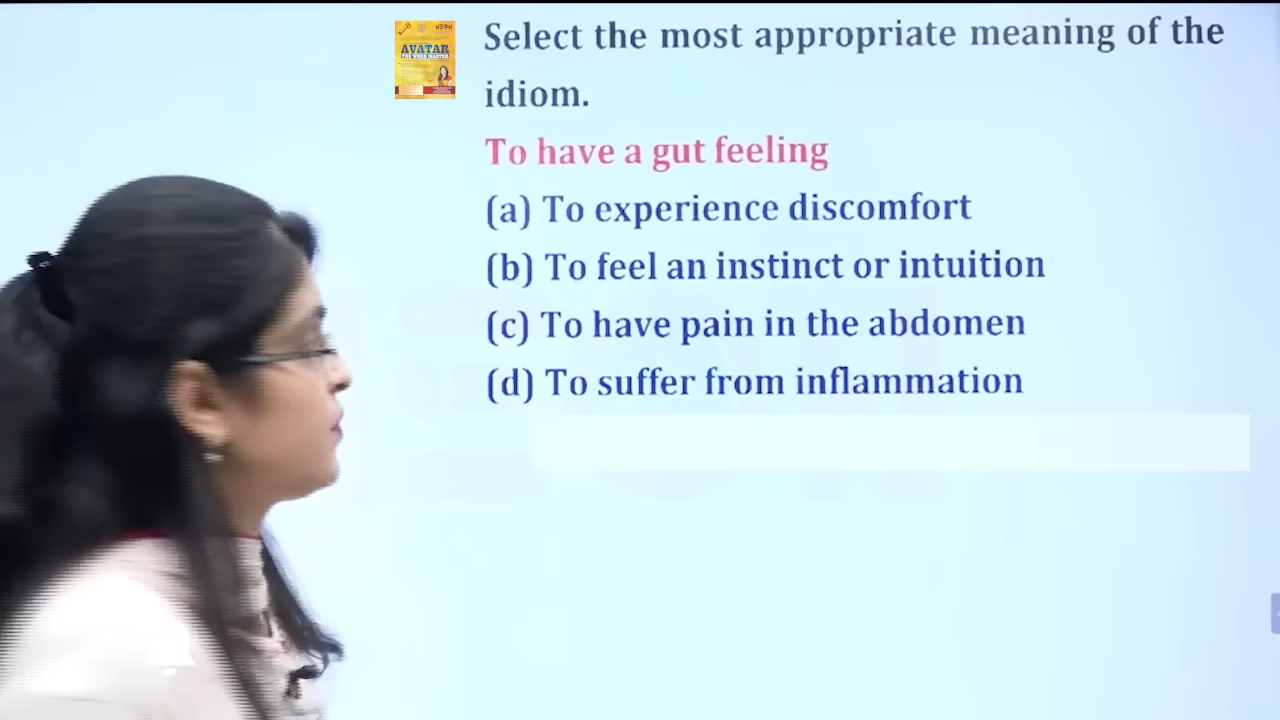 AVATAR
Select the most appropriate meaning of the
idiom.
To have a gut feeling
(a) To experience discomfort
(b) To feel an instinct or intuition
(c) To have pain in the abdomen
(d) To suffer from inflammation